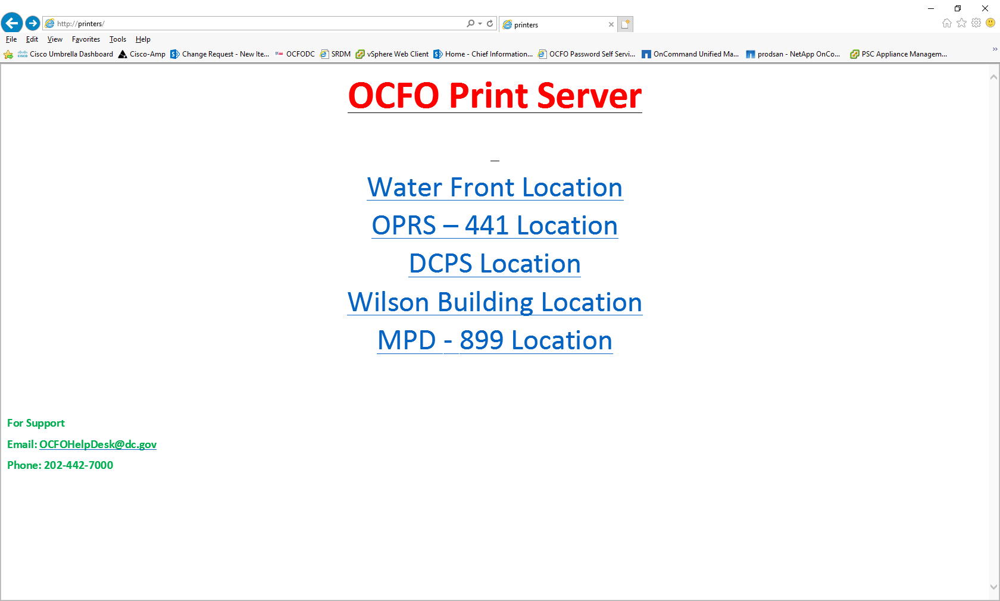 http://printers/
printers
File Edit View Favorites Tools Help
Cisco Umbrella Dashboard Cisco-Amp Change Request - New Ite... OCFODC SRDM vSphere Web Client Home - Chief Information... OCFO Password Self Servi... OnCommand Unified Ma... prodsan - NetApp OnCo... PSC Appliance Managem...
OCFO Print Server
Water Front Location
OPRS – 441 Location
DCPS Location
Wilson Building Location
MPD - 899 Location
For Support
Email: OCFOHelpDesk@dc.gov
Phone: 202-442-7000